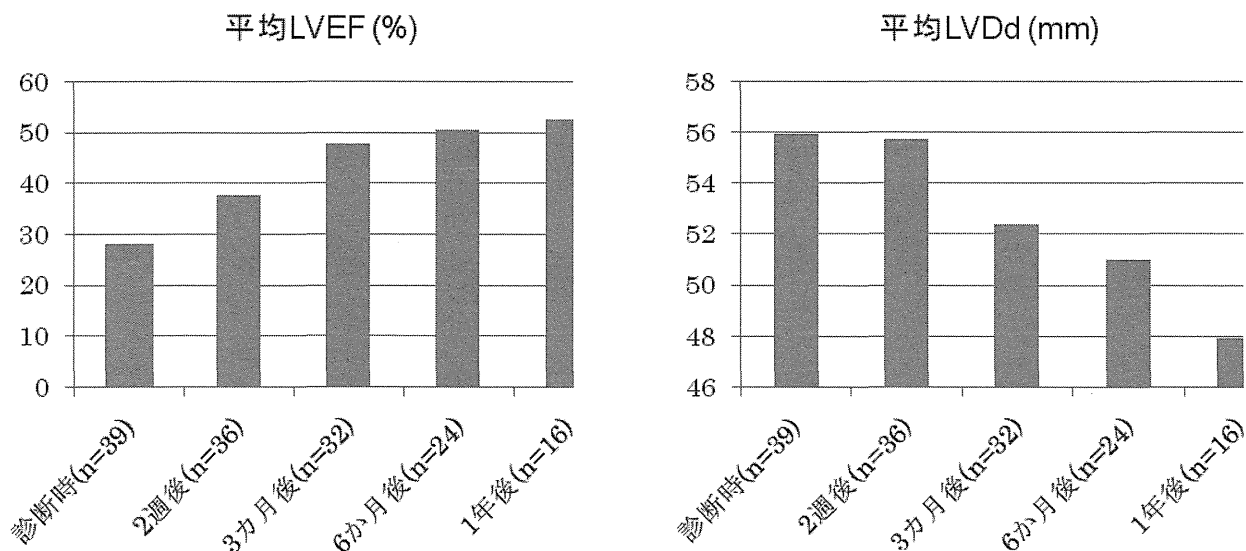 平均LVEF (%)
60
50
40
30
20
10
0
診断時(n=39)
2週後(n=36)
3カ月後(n=32)
6か月後(n=24)
1年後(n=16)
平均LVDd (mm)
58
56
54
52
50
48
46
診断時(n=39)
2週後(n=36)
3カ月後(n=32)
6か月後(n=24)
1年後(n=16)